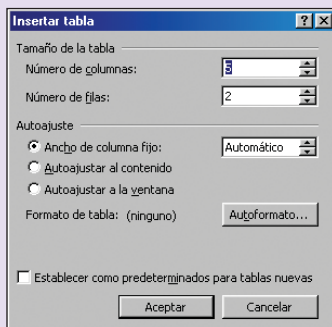 Insertar tabla
Tamaño de la tabla
Número de columnas: 5
Número de filas: 2
Autoajuste
Ancho de columna fijo: Automático
Autoajustar al contenido
Autoajustar a la ventana
Formato de tabla: (ninguno) Autoformato...
Establecer como predeterminados para tablas nuevas
Aceptar Cancelar